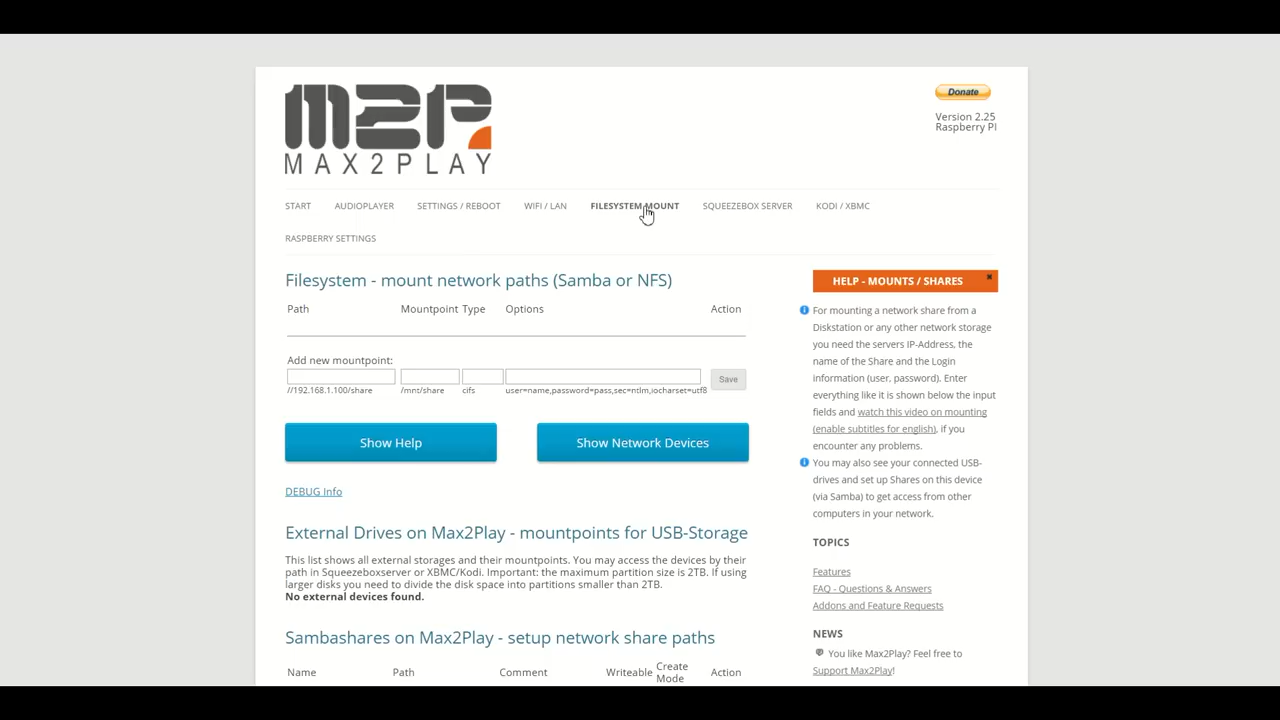 M2P
MAX2PLAY
Donate
Version 2.25
Raspberry PI
START AUDIOPLAYER SETTINGS / REBOOT WIFI / LAN FILESYSTEM MOUNT SQUEEZEBOX SERVER KODI / XBMC
RASPBERRY SETTINGS
Filesystem - mount network paths (Samba or NFS)
Path Mountpoint Type Options Action
Add new mountpoint:
Save
//192.168.1.100/share /mnt/share cifs user=name,password=pass,sec=ntlm,iocharset=utf8
Show Help Show Network Devices
DEBUG Info
External Drives on Max2Play - mountpoints for USB-Storage
This list shows all external storages and their mountpoints. You may access the devices by their
path in Squeezeboxserver or XBMC/Kodi. Important: the maximum partition size is 2TB. If using
larger disks you need to divide the disk space into partitions smaller than 2TB.
No external devices found.
Sambashares on Max2Play - setup network share paths
Name Path Comment Writeable Create Mode Action
HELP - MOUNTS / SHARES
For mounting a network share from a
Diskstation or any other network storage
you need the servers IP-Address, the
name of the Share and the Login
information (user, password). Enter
everything like it is shown below the input
fields and watch this video on mounting
(enable subtitles for english), if you
encounter any problems.
You may also see your connected USB-
drives and set up Shares on this device
(via Samba) to get access from other
computers in your network.
TOPICS
Features
FAQ - Questions & Answers
Addons and Feature Requests
NEWS
You like Max2Play? Feel free to
Support Max2Play!